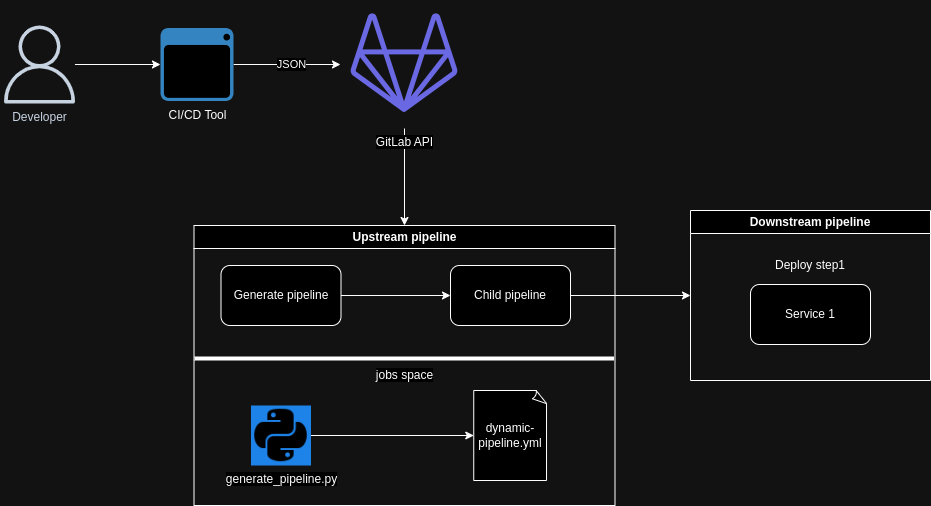 Developer
CI/CD Tool
JSON
GitLab API
Upstream pipeline
Generate pipeline
Child pipeline
Downstream pipeline
Deploy step1
Service 1
jobs space
generate_pipeline.py
dynamic-
pipeline.yml